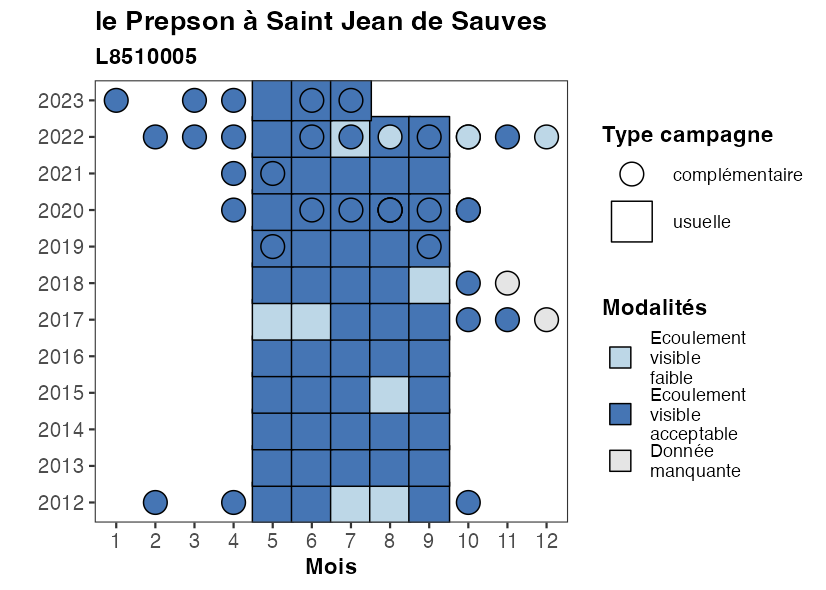 le Prepson à Saint Jean de Sauves
L8510005
2023
2022
2021
2020
2019
2018
2017
2016
2015
2014
2013
2012
1 2 3 4 5 6 7 8 9 10 11 12
Mois
Type campagne
complémentaire
usuelle
Modalités
Ecoulement
visible
faible
Ecoulement
visible
acceptable
Donnée
manquante